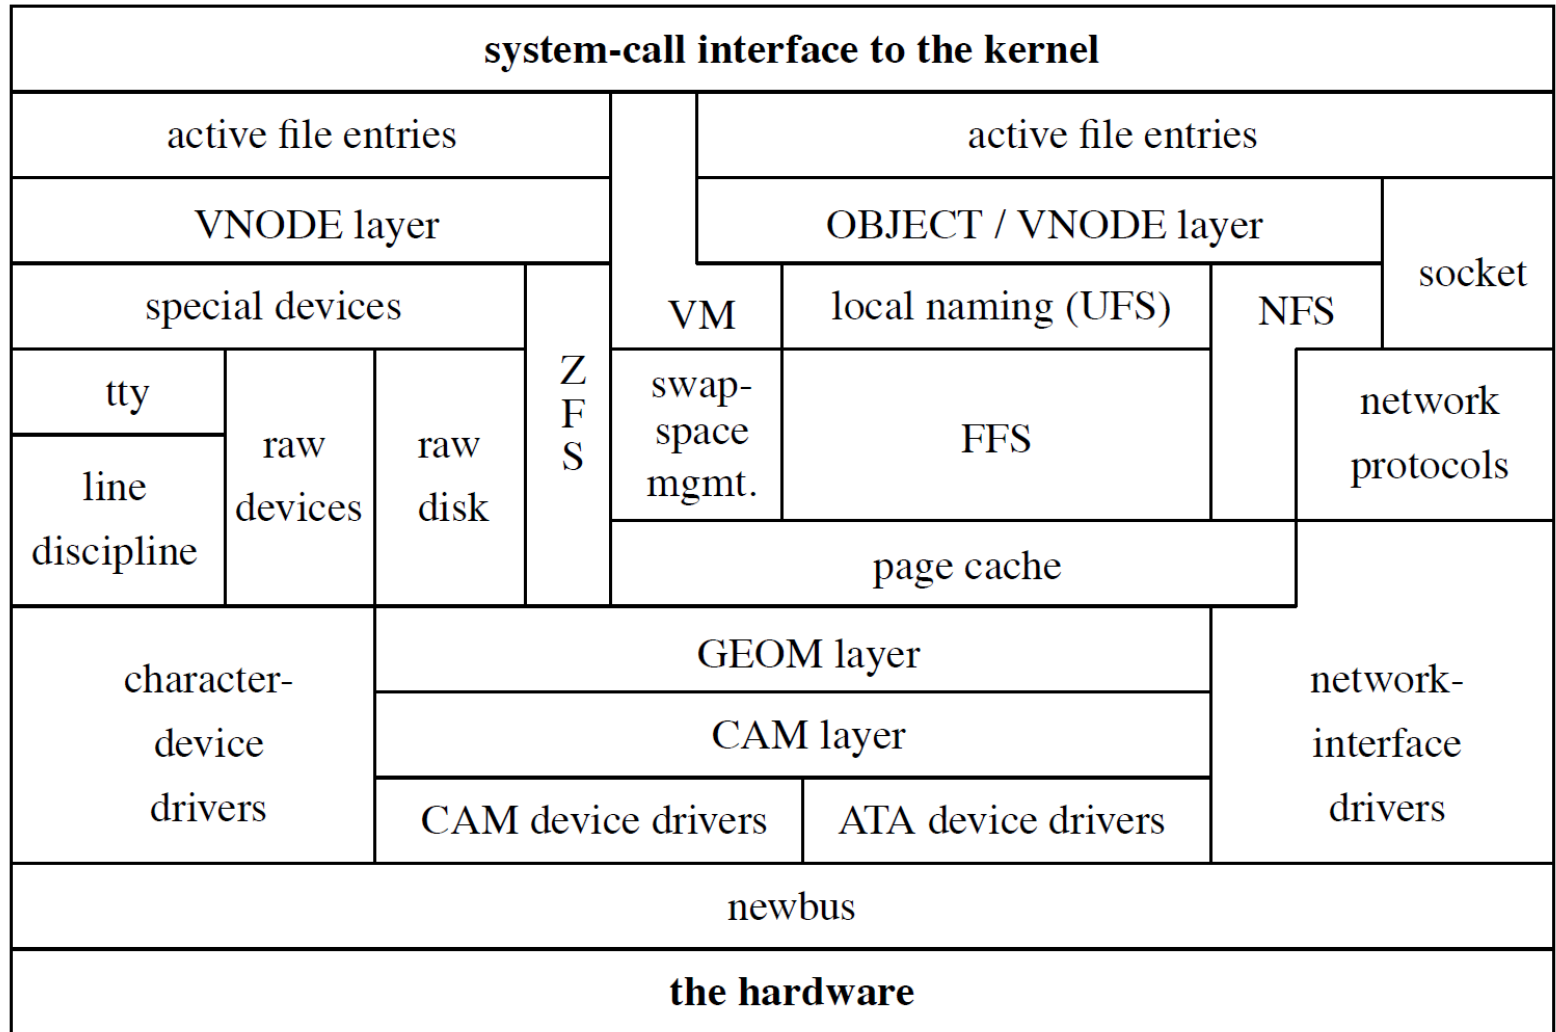 system-call interface to the kernel
active file entries
active file entries
VNODE layer
OBJECT / VNODE layer
socket
special devices
ZFS
VM
local naming (UFS)
NFS
tty
line
discipline
raw
devices
raw
disk
swap-
space
mgmt.
FFS
network
protocols
page cache
character-
device
drivers
GEOM layer
CAM layer
CAM device drivers
ATA device drivers
network-
interface
drivers
newbus
the hardware